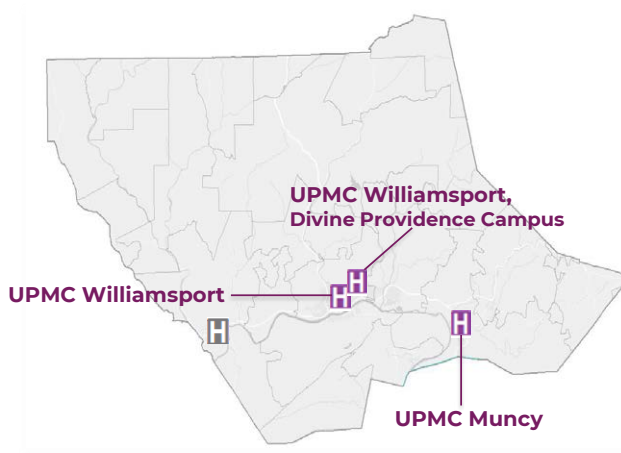 UPMC Williamsport,
Divine Providence Campus
H
UPMC Williamsport
H
H
H
UPMC Muncy